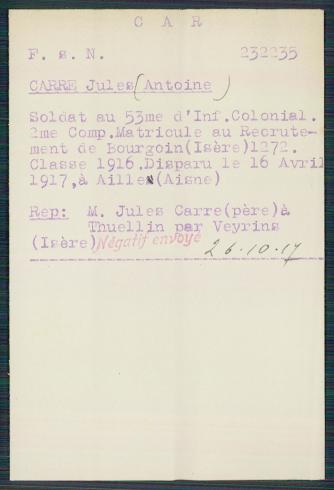 C A R
F. s. N. 232235
CARRE Jules (Antoine)
Soldat au 53me d'Inf.Colonial.
2me Comp.Matricule au Recrute-
ment de Bourgoin(Isère)1272.
Classe 1916.Disparu le 16 Avril
1917,à Ailles(Aisne)
Rep: M. Jules Carre(père)à
Thuellin par Veyrins
(Isère) Négatif envoyé 26.10.17